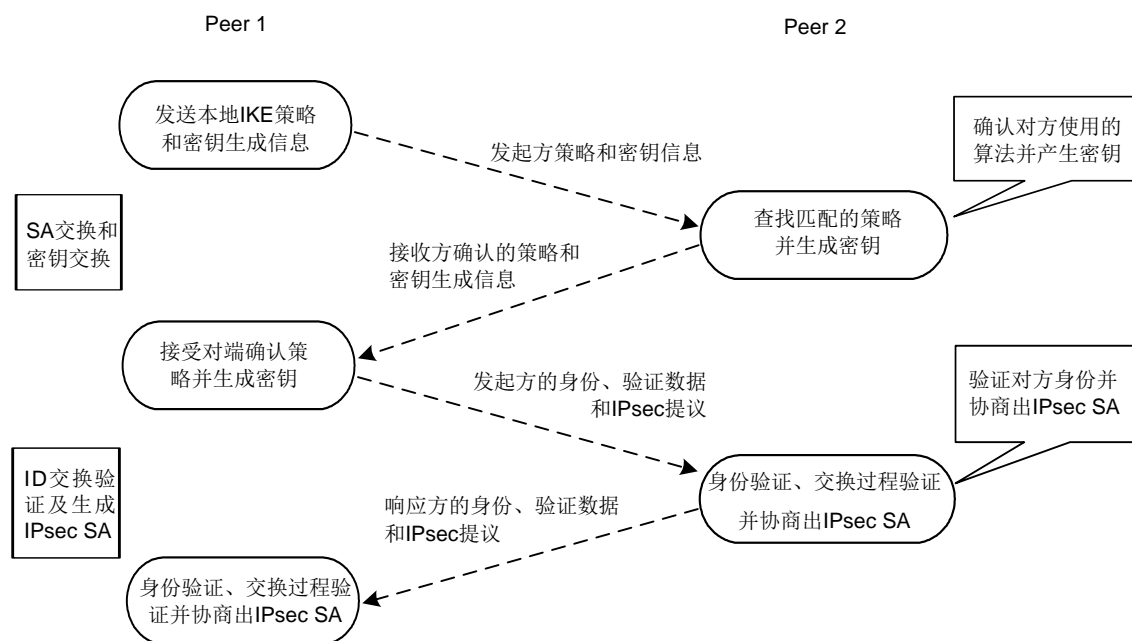 Peer 1
Peer 2
发送本地IKE策略
和密钥生成信息
确认对方使用的
算法并产生密钥
发起方策略和密钥信息
SA交换和
密钥交换
查找匹配的策略
并生成密钥
接收方确认的策略和
密钥生成信息
接受对端确认策
略并生成密钥
发起方的身份、验证数据
和IPsec提议
验证对方身份并
协商出IPsec SA
ID交换验
证及生成
IPsec SA
身份验证、交换过程验证
并协商出IPsec SA
响应方的身份、验证数据
和IPsec提议
身份验证、交换过程验
证并协商出IPsec SA